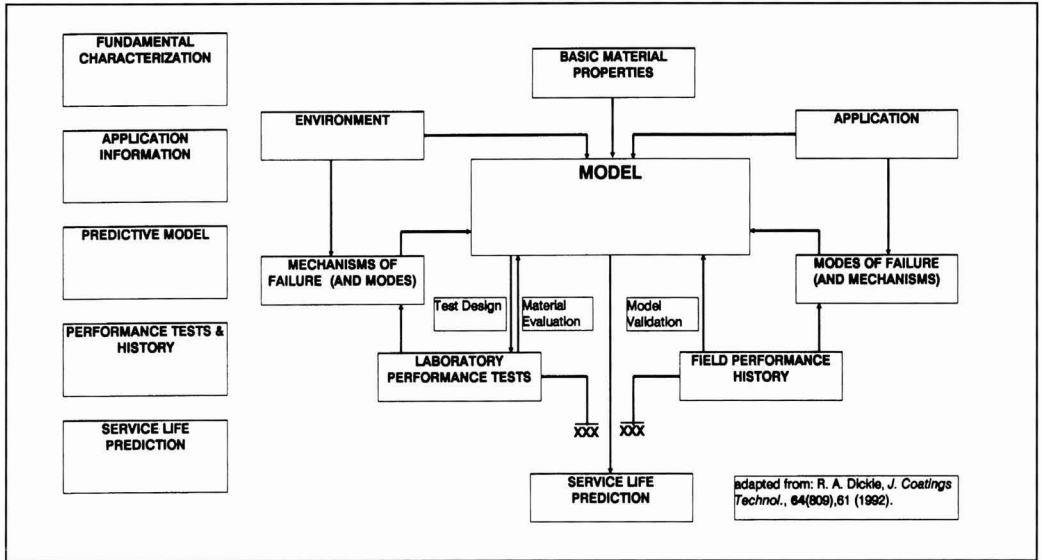 FUNDAMENTAL
CHARACTERIZATION
APPLICATION
INFORMATION
PREDICTIVE MODEL
PERFORMANCE TESTS &
HISTORY
SERVICE LIFE
PREDICTION
BASIC MATERIAL
PROPERTIES
ENVIRONMENT
APPLICATION
MODEL
MECHANISMS OF
FAILURE (AND MODES)
MODES OF FAILURE
(AND MECHANISMS)
Test Design
Material
Evaluation
Model
Validation
LABORATORY
PERFORMANCE TESTS
FIELD PERFORMANCE
HISTORY
XXX
XXX
SERVICE LIFE
PREDICTION
adapted from: R. A. Dickie, J. Coatings
Technol., 64(809),61 (1992).